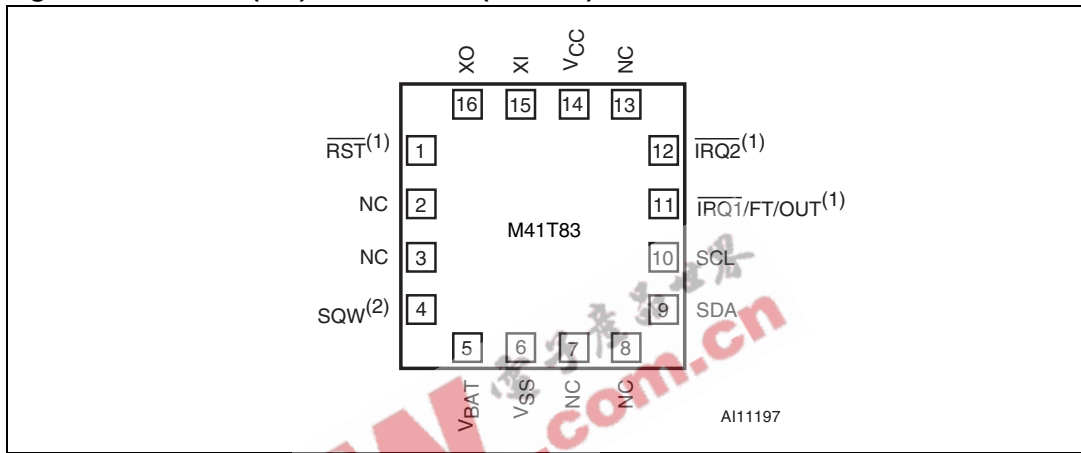 XO XI VCC NC
16 15 14 13
RST(1) 1 12 IRQ2(1)
NC 2 11 IRQ1/FT/OUT(1)
M41T83
NC 3 10 SCL
SQW(2) 4 9 SDA
5 6 7 8
VBAT VSS NC NC
AI11197
.com.cn